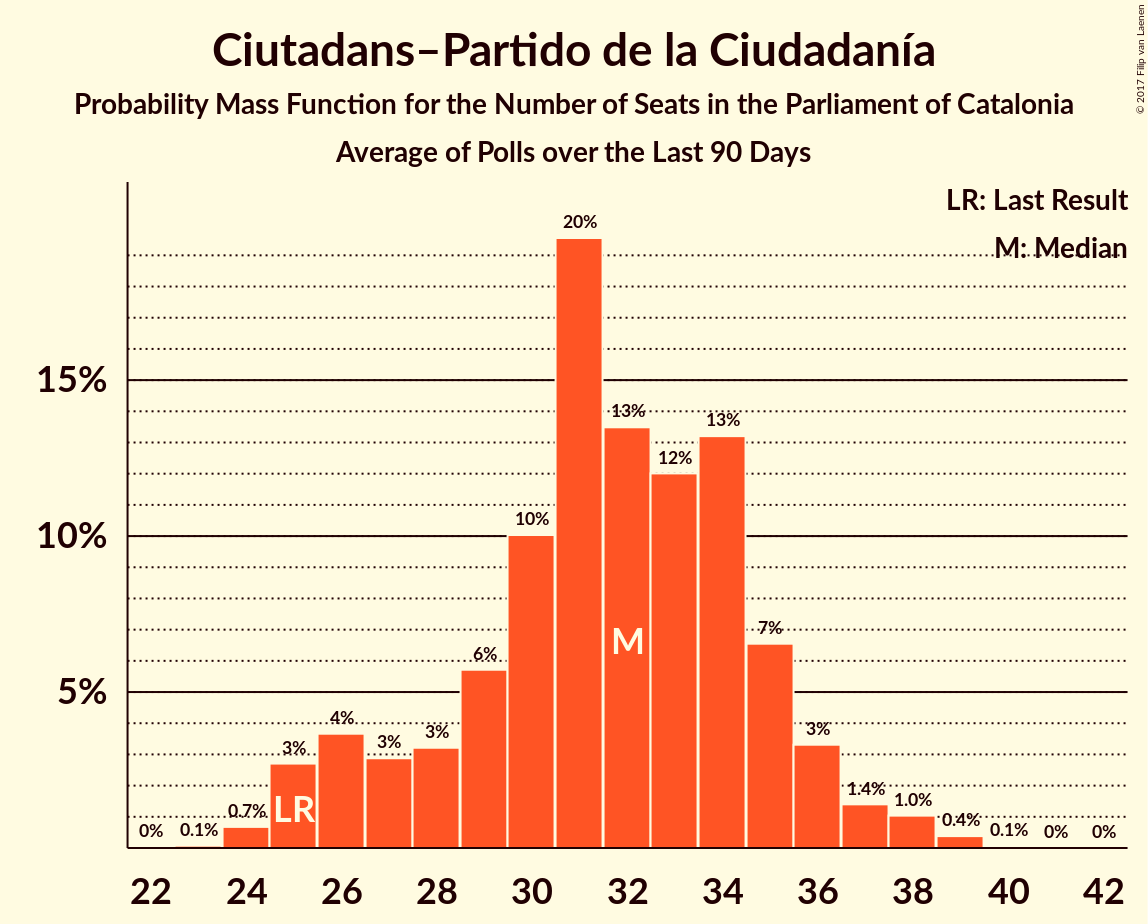 Ciutadans–Partido de la Ciudadanía
Probability Mass Function for the Number of Seats in the Parliament of Catalonia
Average of Polls over the Last 90 Days
© 2017 Filip van Laenen
LR: Last Result
M: Median
15%
10%
5%
0%
0.1%
0.7%
3%
4%
3%
3%
6%
10%
20%
13%
12%
13%
7%
3%
1.4%
1.0%
0.4%
0.1%
0%
0%
LR
M
22 24 26 28 30 32 34 36 38 40 42